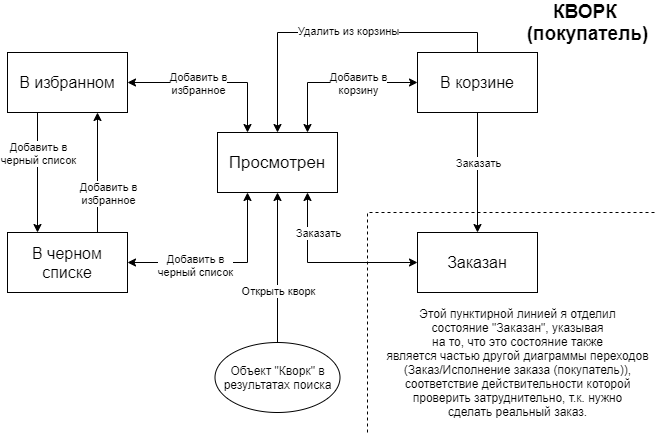 КВОРК
(покупатель)
Удалить из корзины
В избранном
Добавить в
избранное
Добавить в
корзину
В корзине
Добавить в
черный список
Просмотрен
Заказать
Добавить в
избранное
В черном
списке
Добавить в
черный список
Заказать
Заказан
Открыть кворк
Этой пунктирной линией я отделил
состояние "Заказан", указывая
на то, что это состояние также
является частью другой диаграммы переходов
(Заказ/Исполнение заказа (покупатель)),
соответствие действительности которой
проверить затруднительно, т.к. нужно
сделать реальный заказ.
Объект "Кворк" в
результатах поиска